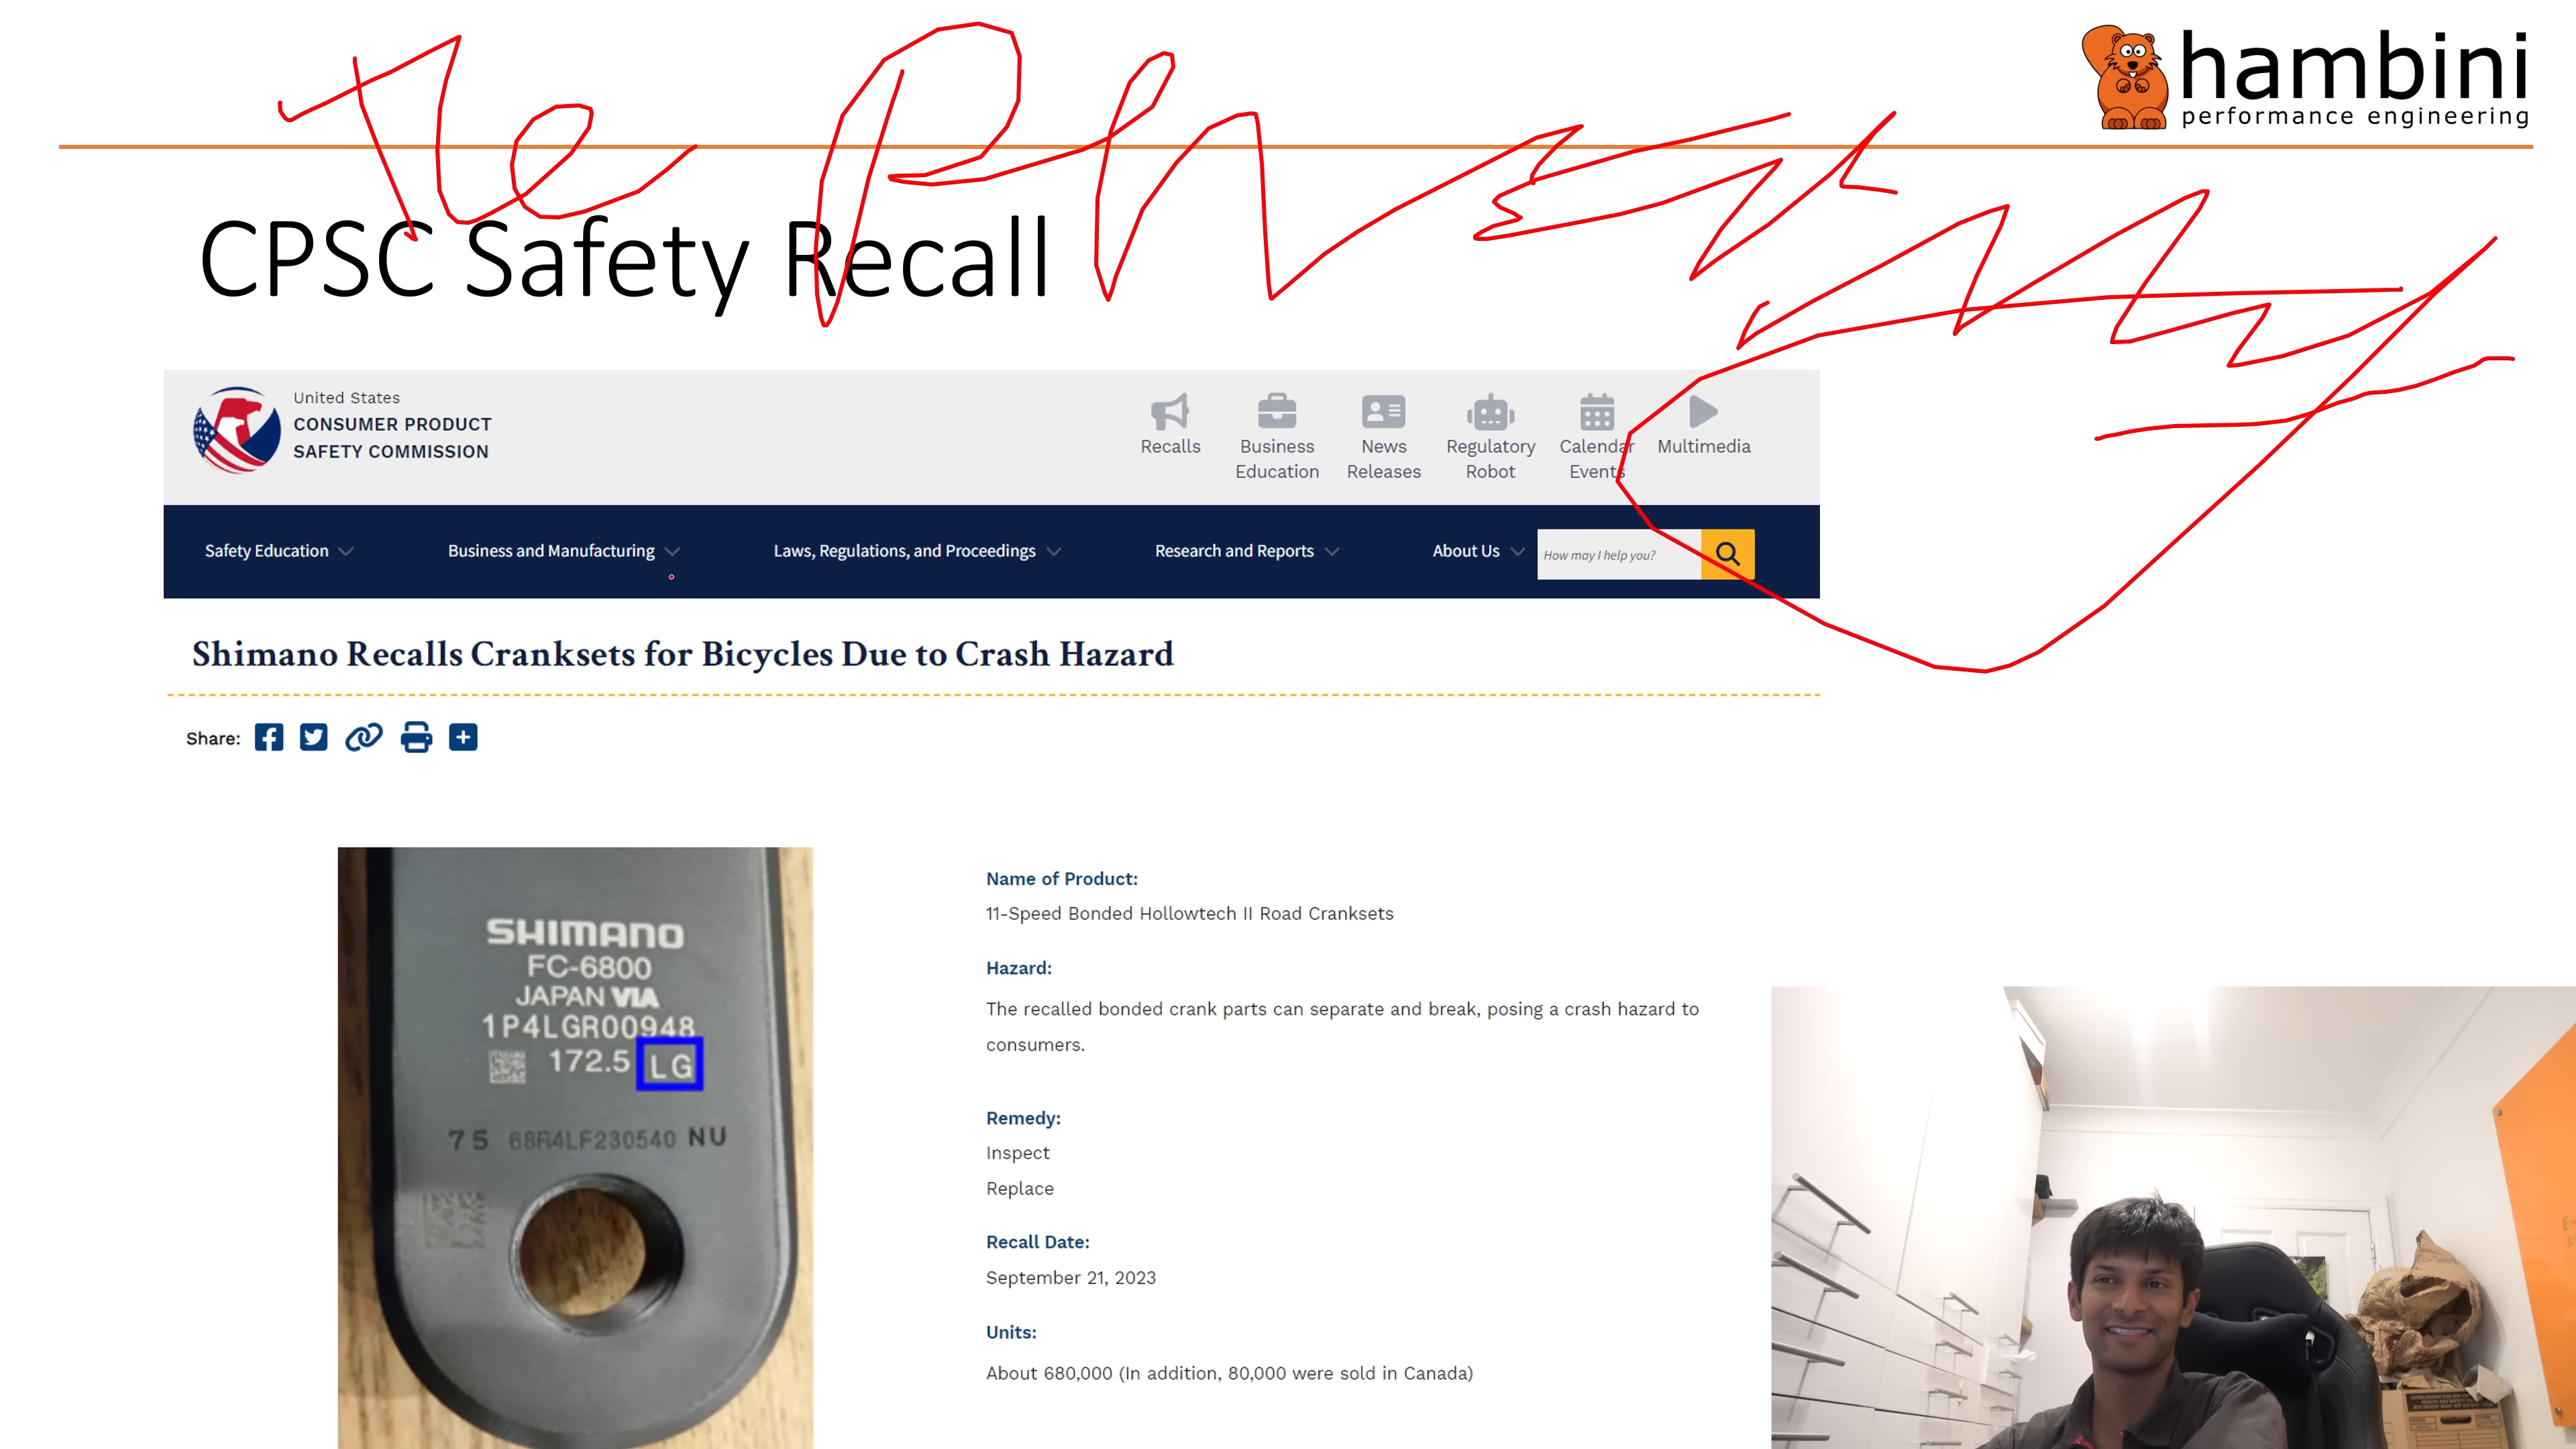 hambini
performance engineering
CPSC Safety Recall
United States
CONSUMER PRODUCT
SAFETY COMMISSION
Recalls
Business
Education
News
Releases
Regulatory
Robot
Calendar
Events
Multimedia
Safety Education
Business and Manufacturing
Laws, Regulations, and Proceedings
Research and Reports
About Us
How may I help you?
Shimano Recalls Cranksets for Bicycles Due to Crash Hazard
Share:
SHIMANO
FC-6800
JAPAN VIA
1P4LGR00948
172.5 LG
75 68R4LF230540 NU
Name of Product:
11-Speed Bonded Hollowtech II Road Cranksets
Hazard:
The recalled bonded crank parts can separate and break, posing a crash hazard to
consumers.
Remedy:
Inspect
Replace
Recall Date:
September 21, 2023
Units:
About 680,000 (In addition, 80,000 were sold in Canada)